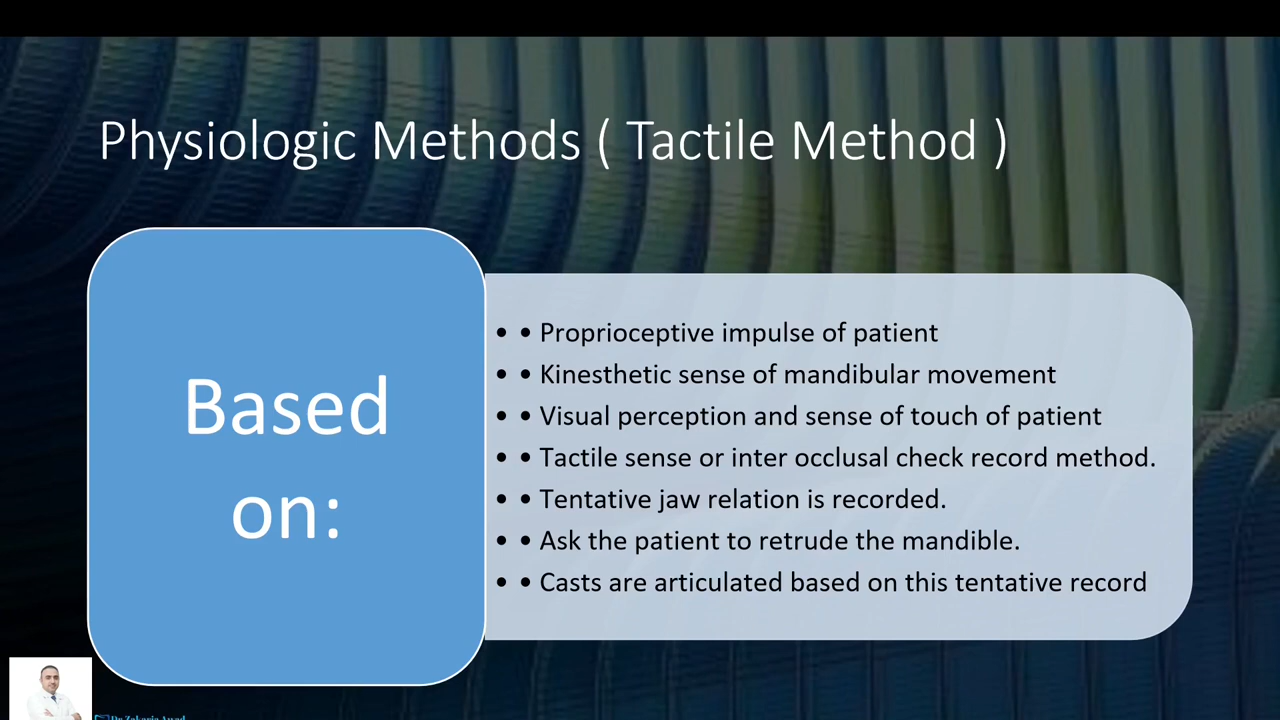 Physiologic Methods ( Tactile Method )
Based
on:
• • Proprioceptive impulse of patient
• • Kinesthetic sense of mandibular movement
• • Visual perception and sense of touch of patient
• • Tactile sense or inter occlusal check record method.
• • Tentative jaw relation is recorded.
• • Ask the patient to retrude the mandible.
• • Casts are articulated based on this tentative record